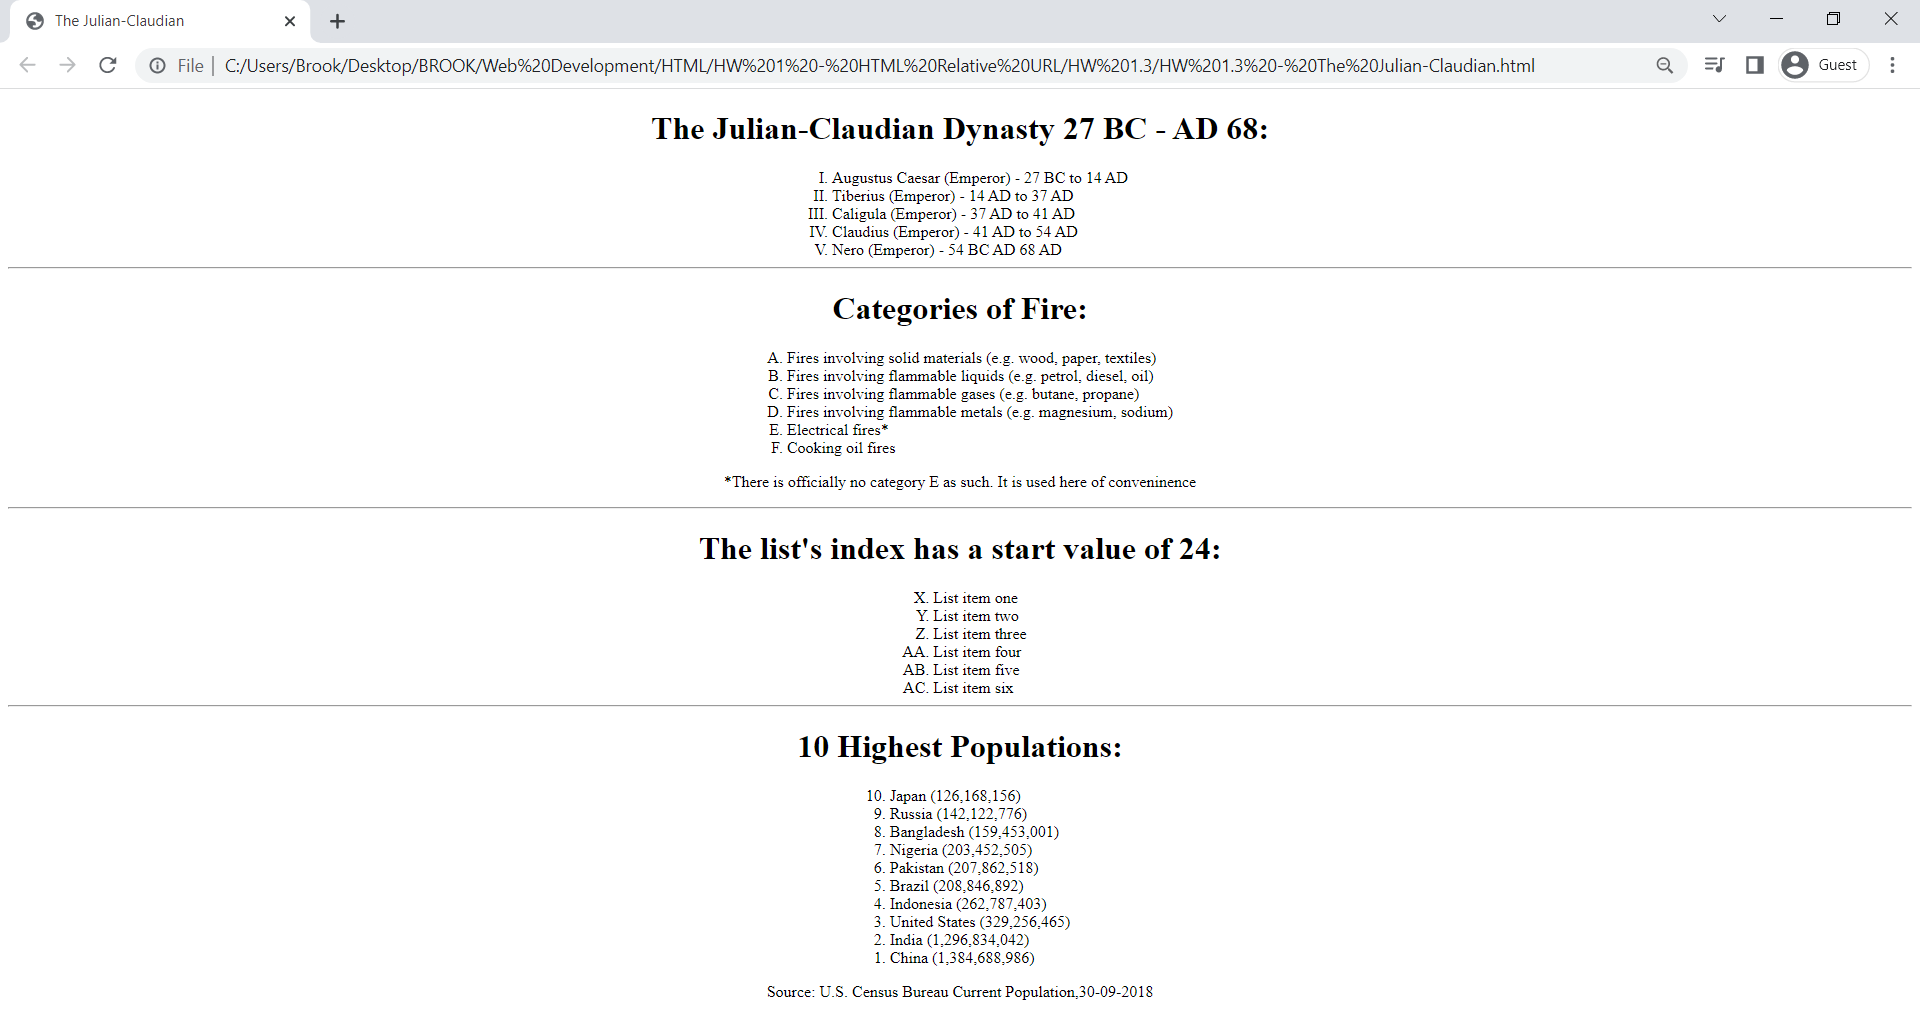 The Julian-Claudian
File | C:/Users/Brook/Desktop/BROOK/Web%20Development/HTML/HW%201%20-%20HTML%20Relative%20URL/HW%201.3/HW%201.3%20-%20The%20Julian-Claudian.html
Guest
The Julian-Claudian Dynasty 27 BC - AD 68:
I. Augustus Caesar (Emperor) - 27 BC to 14 AD
II. Tiberius (Emperor) - 14 AD to 37 AD
III. Caligula (Emperor) - 37 AD to 41 AD
IV. Claudius (Emperor) - 41 AD to 54 AD
V. Nero (Emperor) - 54 BC AD 68 AD
Categories of Fire:
A. Fires involving solid materials (e.g. wood, paper, textiles)
B. Fires involving flammable liquids (e.g. petrol, diesel, oil)
C. Fires involving flammable gases (e.g. butane, propane)
D. Fires involving flammable metals (e.g. magnesium, sodium)
E. Electrical fires*
F. Cooking oil fires
*There is officially no category E as such. It is used here of conveninence
The list's index has a start value of 24:
X. List item one
Y. List item two
Z. List item three
AA. List item four
AB. List item five
AC. List item six
10 Highest Populations:
10. Japan (126,168,156)
9. Russia (142,122,776)
8. Bangladesh (159,453,001)
7. Nigeria (203,452,505)
6. Pakistan (207,862,518)
5. Brazil (208,846,892)
4. Indonesia (262,787,403)
3. United States (329,256,465)
2. India (1,296,834,042)
1. China (1,384,688,986)
Source: U.S. Census Bureau Current Population,30-09-2018